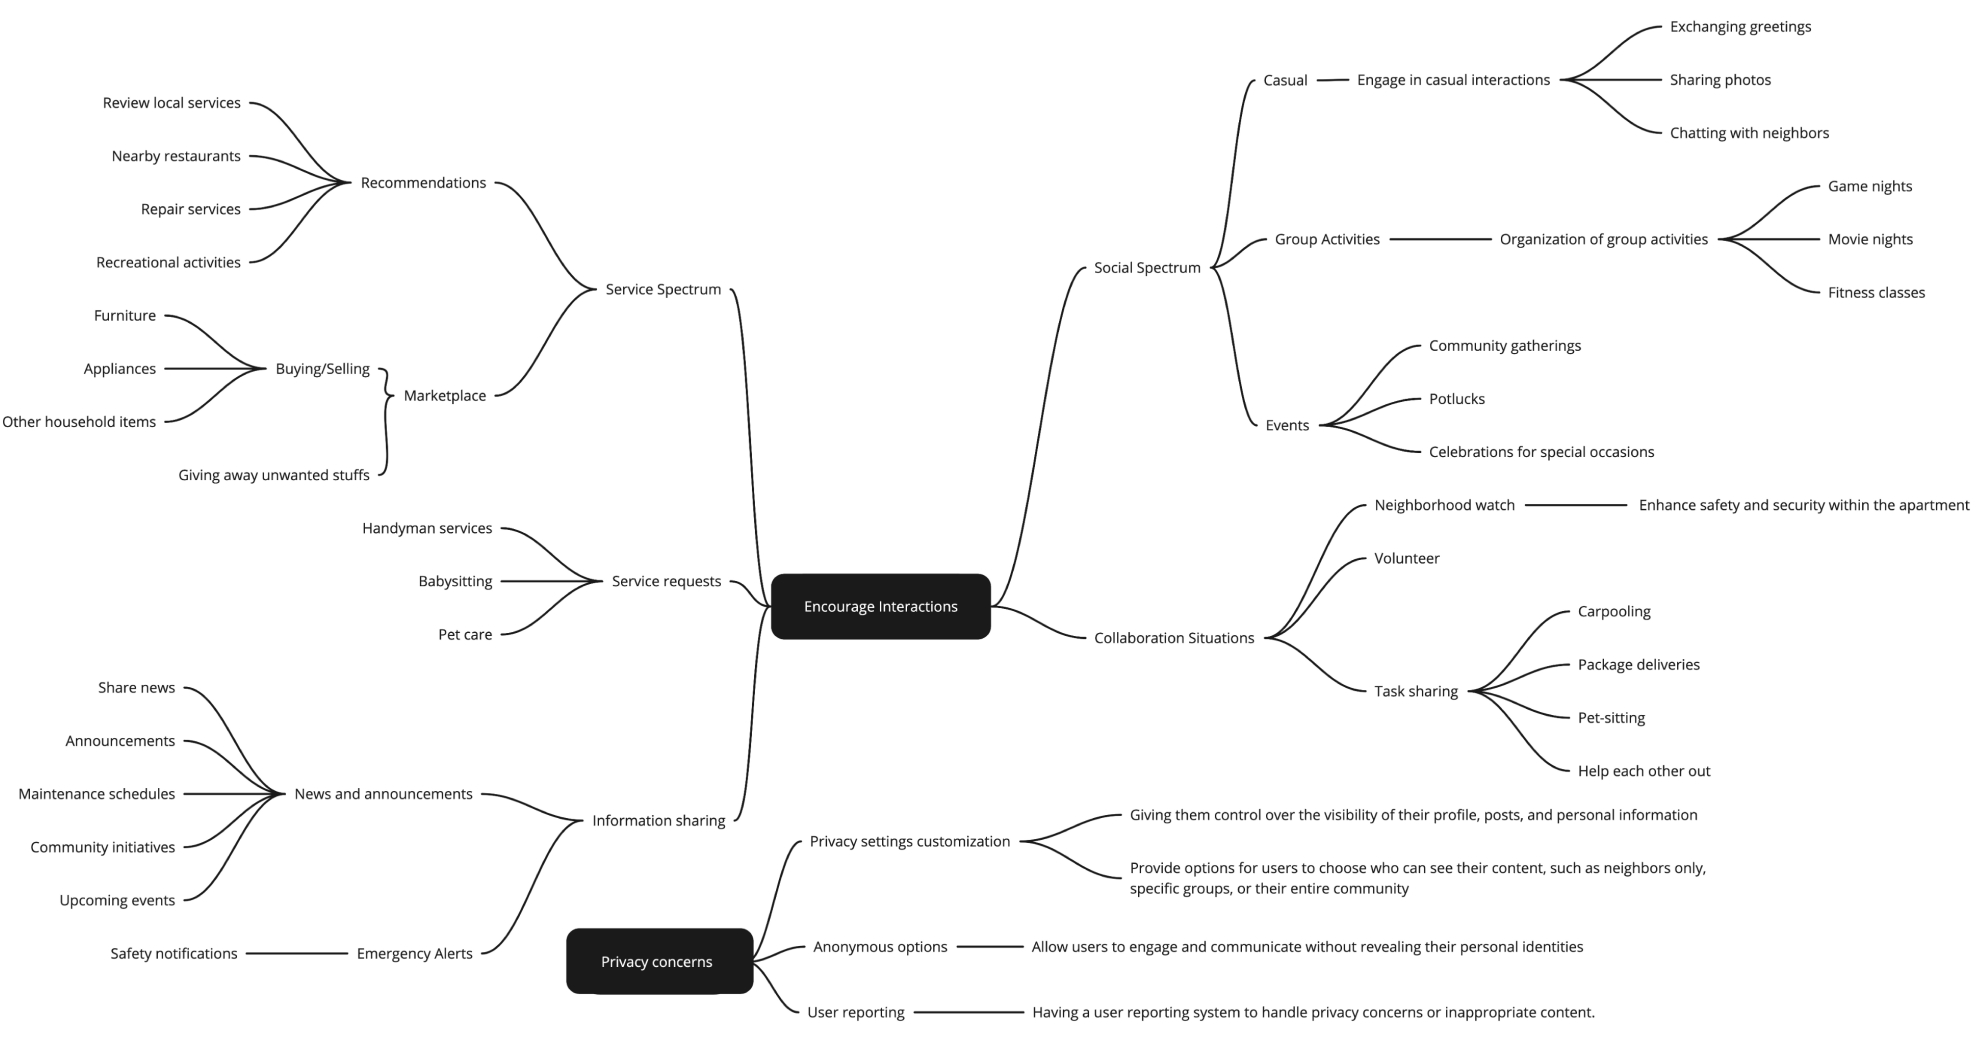 Encourage Interactions
Social Spectrum
Casual
Engage in casual interactions
Exchanging greetings
Sharing photos
Chatting with neighbors
Group Activities
Organization of group activities
Game nights
Movie nights
Fitness classes
Events
Community gatherings
Potlucks
Celebrations for special occasions
Collaboration Situations
Neighborhood watch
Enhance safety and security within the apartment
Volunteer
Task sharing
Carpooling
Package deliveries
Pet-sitting
Help each other out
Service Spectrum
Recommendations
Review local services
Nearby restaurants
Repair services
Recreational activities
Marketplace
Buying/Selling
Furniture
Appliances
Other household items
Giving away unwanted stuffs
Service requests
Handyman services
Babysitting
Pet care
Information sharing
News and announcements
Share news
Announcements
Maintenance schedules
Community initiatives
Upcoming events
Emergency Alerts
Safety notifications
Privacy concerns
Privacy settings customization
Giving them control over the visibility of their profile, posts, and personal information
Provide options for users to choose who can see their content, such as neighbors only,
specific groups, or their entire community
Anonymous options
Allow users to engage and communicate without revealing their personal identities
User reporting
Having a user reporting system to handle privacy concerns or inappropriate content.